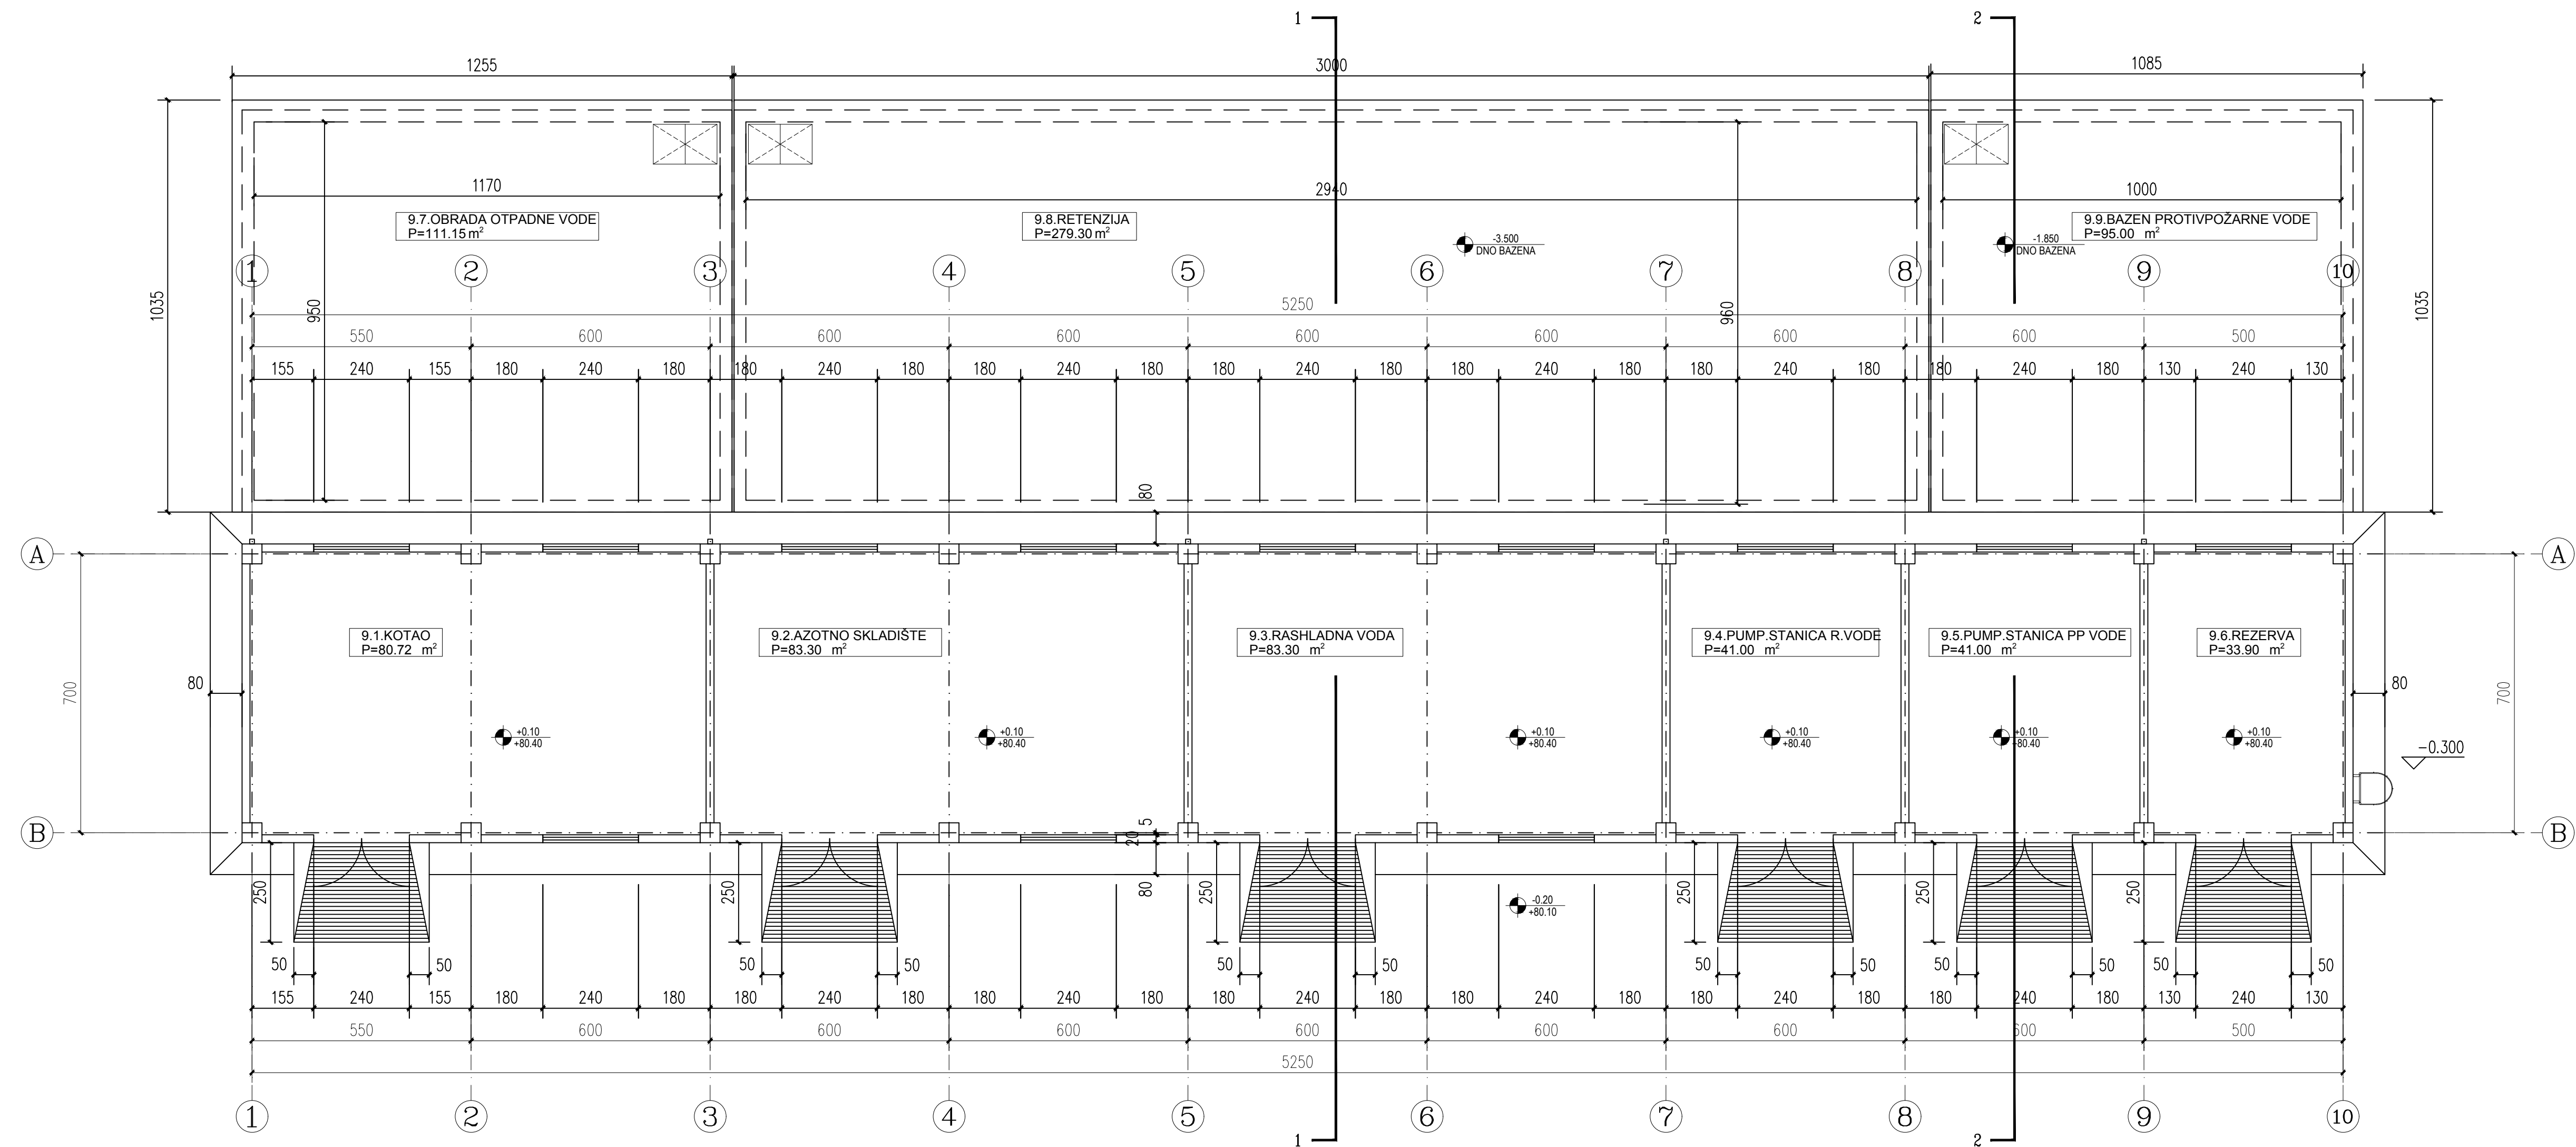 1 2
1255 3000 1085
1170 2940 1000
9.7.OBRADA OTPADNE VODE
P=111.15 m²
9.8.RETENZIJA
P=279.30 m²
9.9.BAZEN PROTIVPOŽARNE VODE
P=95.00 m²
-3.500
DNO BAZENA
-1.850
DNO BAZENA
1 2 3 4 5 6 7 8 9 10
1035 950 960 1035
5250
550 600 600 600 600 600 600 600 500
155 240 155 180 240 180 180 240 180 180 240 180 180 240 180 180 240 180 180 240 180 180 240 180 130 240 130
80
A A
9.1.KOTAO
P=80.72 m²
9.2.AZOTNO SKLADIŠTE
P=83.30 m²
9.3.RASHLADNA VODA
P=83.30 m²
9.4.PUMP.STANICA R.VODE
P=41.00 m²
9.5.PUMP.STANICA PP VODE
P=41.00 m²
9.6.REZERVA
P=33.90 m²
700 80 80 700
+0.10 +0.10 +0.10 +0.10 +0.10 +0.10
+80.40 +80.40 +80.40 +80.40 +80.40 +80.40
-0.300
B B
5
20
80
250 250 250 250 250 250
-0.20
+80.10
50 50 50 50 50 50 50 50 50 50 50 50
155 240 155 180 240 180 180 240 180 180 240 180 180 240 180 180 240 180 180 240 180 180 240 180 130 240 130
550 600 600 600 600 600 600 600 500
5250
1 2 3 4 5 6 7 8 9 10
1 2